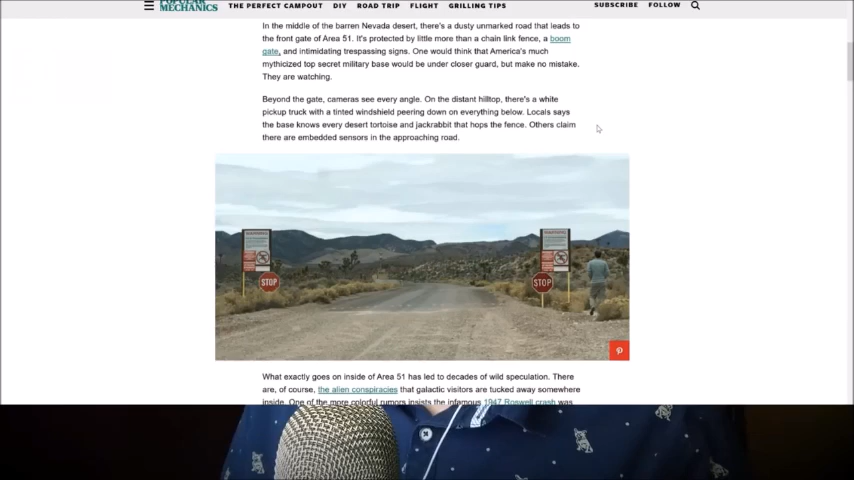 POPULAR
MECHANICS
THE PERFECT CAMPOUT DIY ROAD TRIP FLIGHT GRILLING TIPS SUBSCRIBE FOLLOW
In the middle of the barren Nevada desert, there's a dusty unmarked road that leads to
the front gate of Area 51. It's protected by little more than a chain link fence, a boom
gate, and intimidating trespassing signs. One would think that America's much
mythicized top secret military base would be under closer guard, but make no mistake.
They are watching.
Beyond the gate, cameras see every angle. On the distant hilltop, there's a white
pickup truck with a tinted windshield peering down on everything below. Locals says
the base knows every desert tortoise and jackrabbit that hops the fence. Others claim
there are embedded sensors in the approaching road.
STOP
STOP
What exactly goes on inside of Area 51 has led to decades of wild speculation. There
are, of course, the alien conspiracies that galactic visitors are tucked away somewhere
inside. One of the more colorful rumors insists the infamous 1947 Roswell crash was